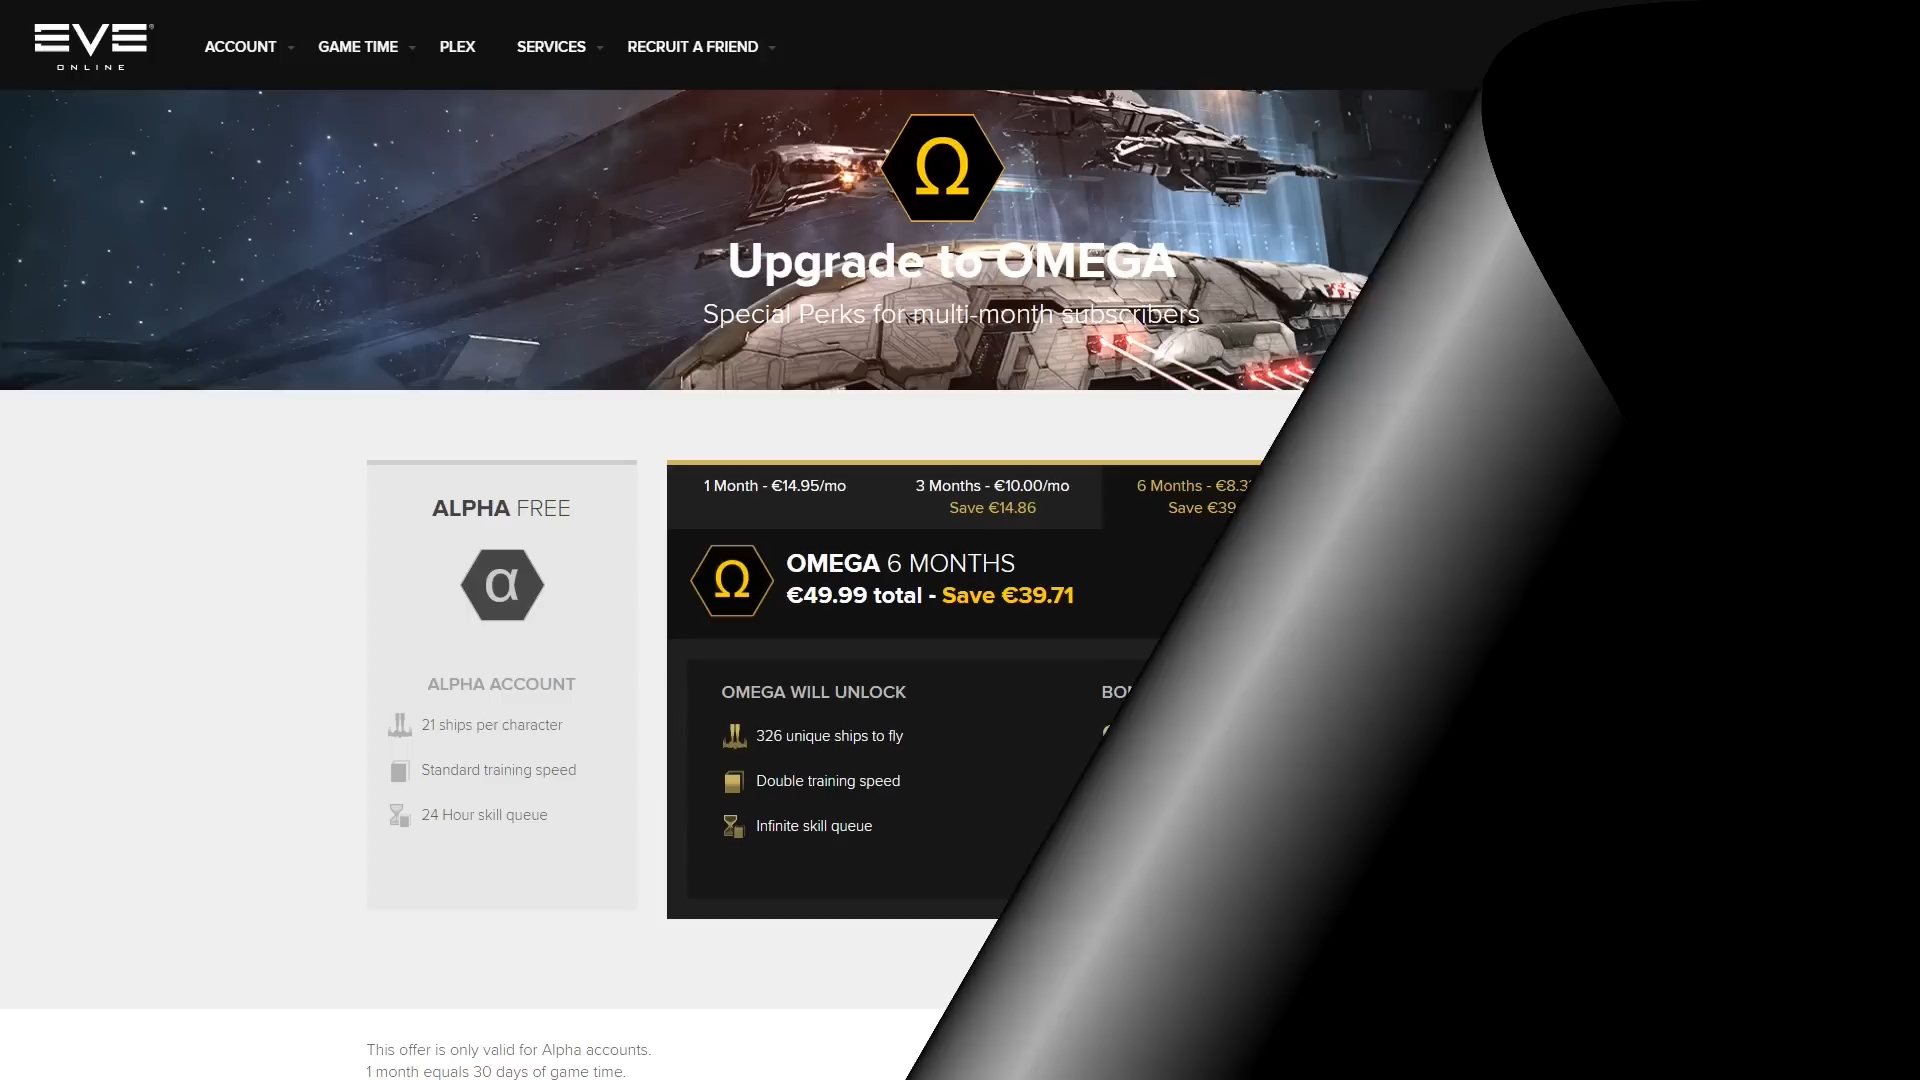 EVE
ONLINE
ACCOUNT GAME TIME PLEX SERVICES RECRUIT A FRIEND
Ω
Upgrade to OMEGA
Special Perks for multi-month subscribers
ALPHA FREE
α
ALPHA ACCOUNT
21 ships per character
Standard training speed
24 Hour skill queue
1 Month - €14.95/mo
3 Months - €10.00/mo
Save €14.86
6 Months -
Save
Ω
OMEGA 6 MONTHS
€49.99 total - Save €39.71
OMEGA WILL UNLOCK
326 unique ships to fly
Double training speed
Infinite skill queue
This offer is only valid for Alpha accounts.
1 month equals 30 days of game time.